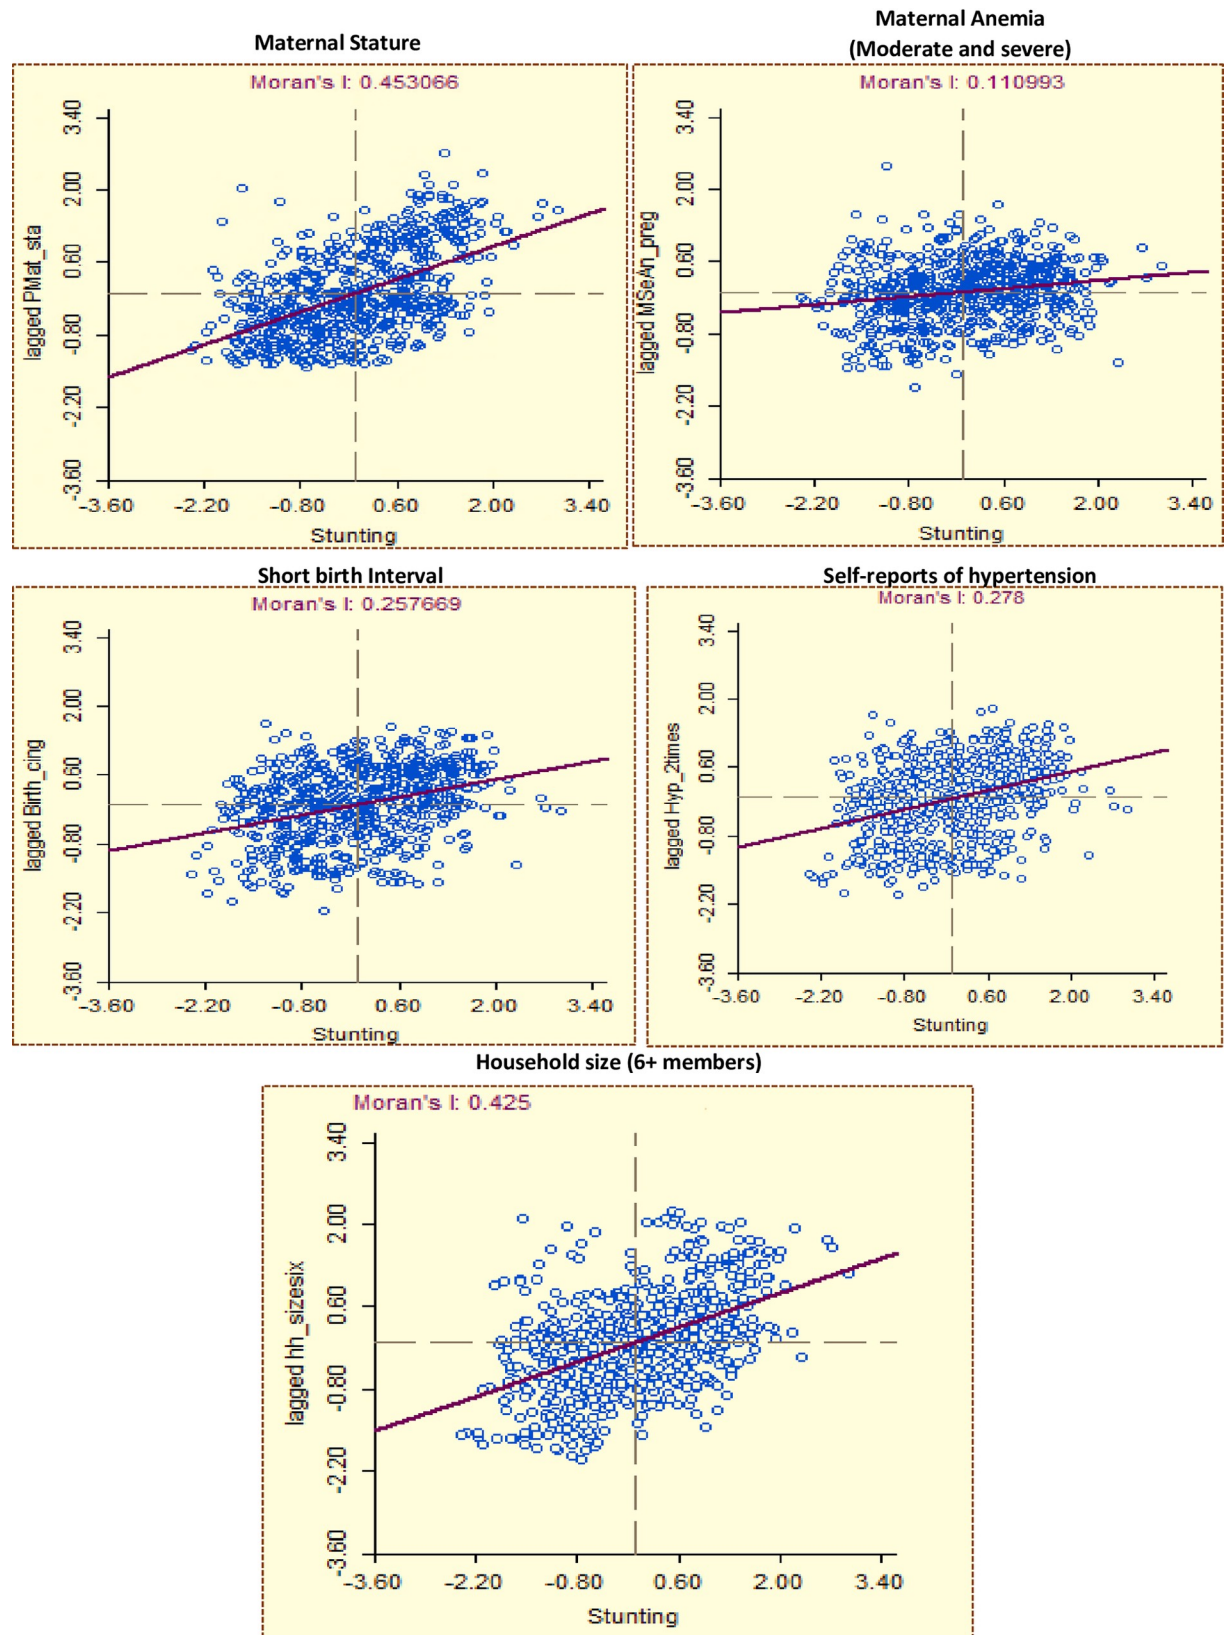 Maternal Stature
Moran's I: 0.453066
3.40
2.00
0.60
-0.80
-2.20
-3.60
lagged PMat_sta
-3.60 -2.20 -0.80 0.60 2.00 3.40
Stunting
Maternal Anemia
(Moderate and severe)
Moran's I: 0.110993
3.40
2.00
0.60
-0.80
-2.20
-3.60
lagged MSeAn_preg
-3.60 -2.20 -0.80 0.60 2.00 3.40
Stunting
Short birth Interval
Moran's I: 0.257669
3.40
2.00
0.60
-0.80
-2.20
-3.60
lagged Birth_cing
-3.60 -2.20 -0.80 0.60 2.00 3.40
Stunting
Self-reports of hypertension
Moran's I: 0.278
3.40
2.00
0.60
-0.80
-2.20
-3.60
lagged Hyp_2times
-3.60 -2.20 -0.80 0.60 2.00 3.40
Stunting
Household size (6+ members)
Moran's I: 0.425
3.40
2.00
0.60
-0.80
-2.20
-3.60
lagged hh_sizesix
-3.60 -2.20 -0.80 0.60 2.00 3.40
Stunting